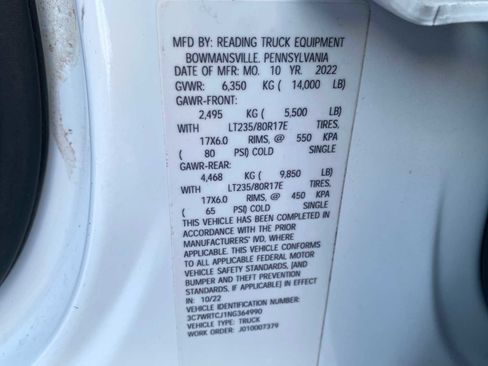 MFD BY: READING TRUCK EQUIPMENT
BOWMANSVILLE, PENNSYLVANIA
DATE OF MFR: MO. 10 YR. 2022
GVWR: 6,350 KG ( 14,000 LB)
GAWR-FRONT:
2,495 KG ( 5,500 LB)
WITH LT235/80R17E TIRES,
17X6.0 RIMS, @ 550 KPA
( 80 PSI) COLD SINGLE
GAWR-REAR:
4,468 KG ( 9,850 LB)
WITH LT235/80R17E TIRES,
17X6.0 RIMS, @ 450 KPA
( 65 PSI) COLD SINGLE
THIS VEHICLE HAS BEEN COMPLETED IN
ACCORDANCE WITH THE PRIOR
MANUFACTURERS' IVD. WHERE
APPLICABLE. THIS VEHICLE CONFORMS
TO ALL APPLICABLE FEDERAL MOTOR
VEHICLE SAFETY STANDARDS, [AND
BUMPER AND THEFT PREVENTION
STANDARDS, IF APPLICABLE] IN EFFECT
IN: 10/22
VEHICLE IDENTIFICATION NUMBER:
3C7WRTCJ1NG364990
VEHICLE TYPE: TRUCK
WORK ORDER: J010007379